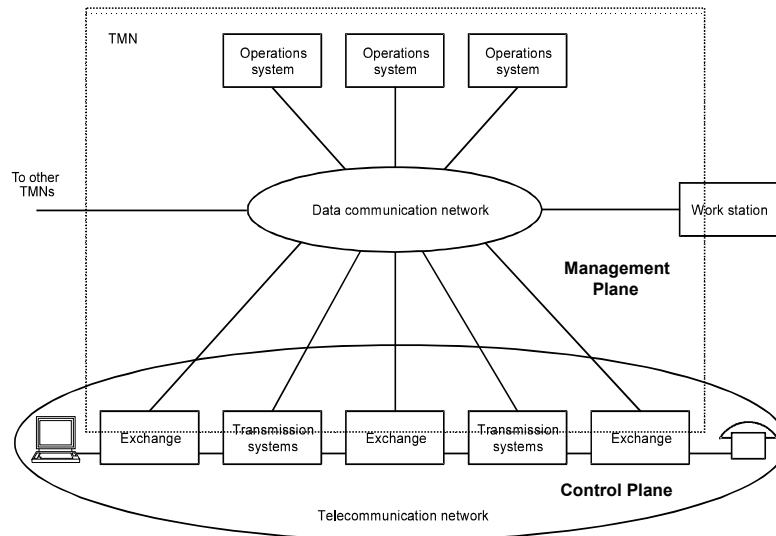 TMN
Operations
system
Operations
system
Operations
system
To other
TMNs
Data communication network
Work station
Management
Plane
Exchange
Transmission
systems
Exchange
Transmission
systems
Exchange
Control Plane
Telecommunication network